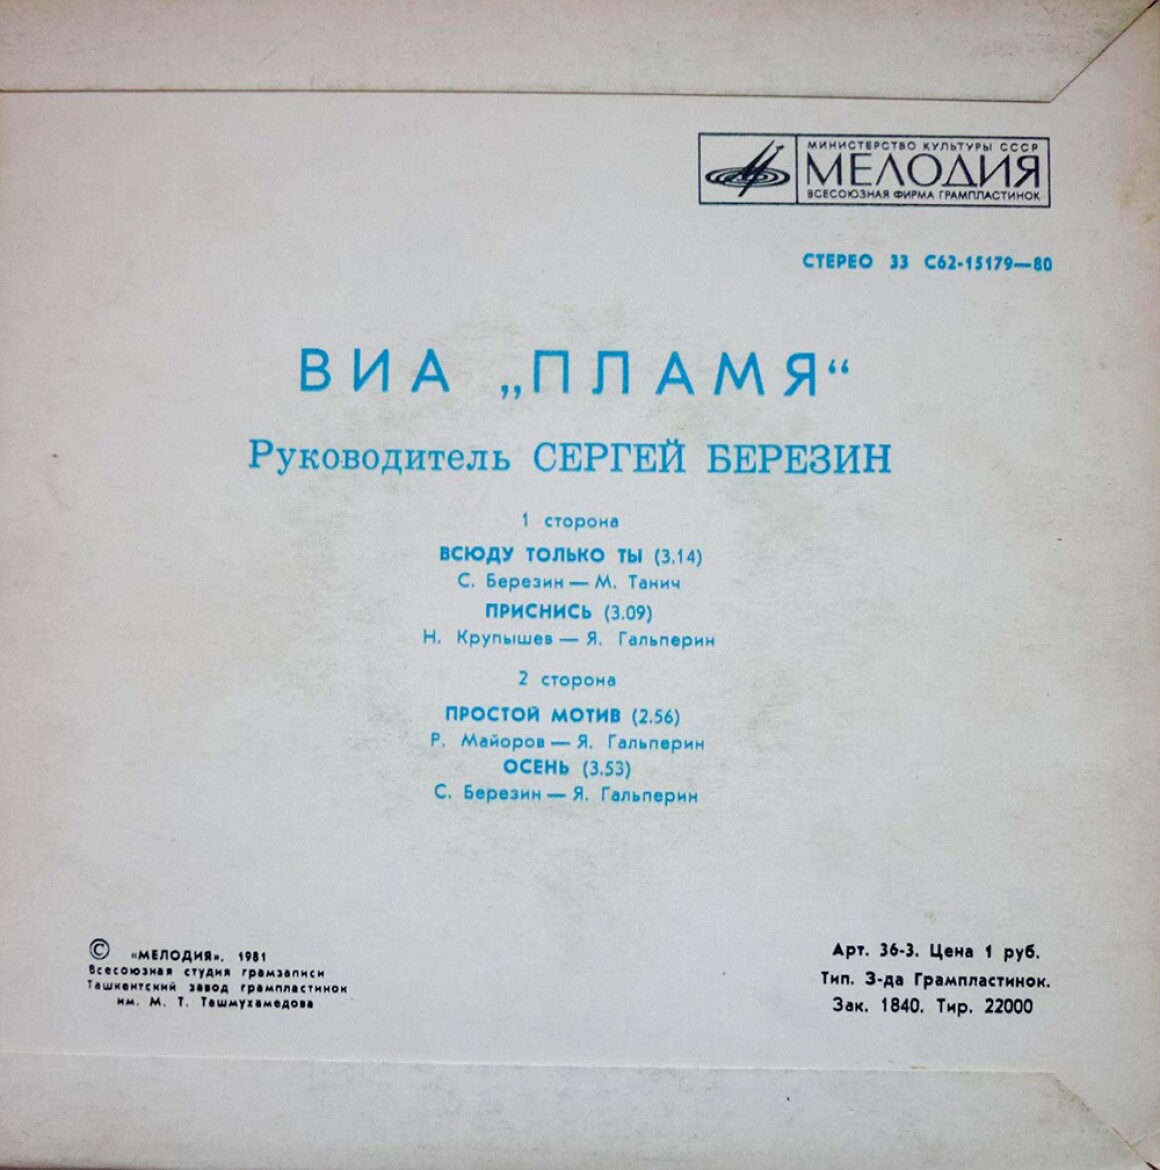 МИНИСТЕРСТВО КУЛЬТУРЫ СССР
МЕЛОДИЯ
ВСЕСОЮЗНАЯ ФИРМА ГРАМПЛАСТИНОК
СТЕРЕО 33 С62-15179—80
ВИА „ПЛАМЯ“
Руководитель СЕРГЕЙ БЕРЕЗИН
1 сторона
ВСЮДУ ТОЛЬКО ТЫ (3.14)
С. Березин — М. Танич
ПРИСНИСЬ (3.09)
Н. Крупышев — Я. Гальперин
2 сторона
ПРОСТОЙ МОТИВ (2.56)
Р. Майоров — Я. Гальперин
ОСЕНЬ (3.53)
С. Березин — Я. Гальперин
© «МЕЛОДИЯ», 1981
Всесоюзная студия грамзаписи
Ташкентский завод грампластинок
им. М. Т. Ташмухамедова
Арт. 36-3. Цена 1 руб.
Тип. З-да Грампластинок.
Зак. 1840. Тир. 22000